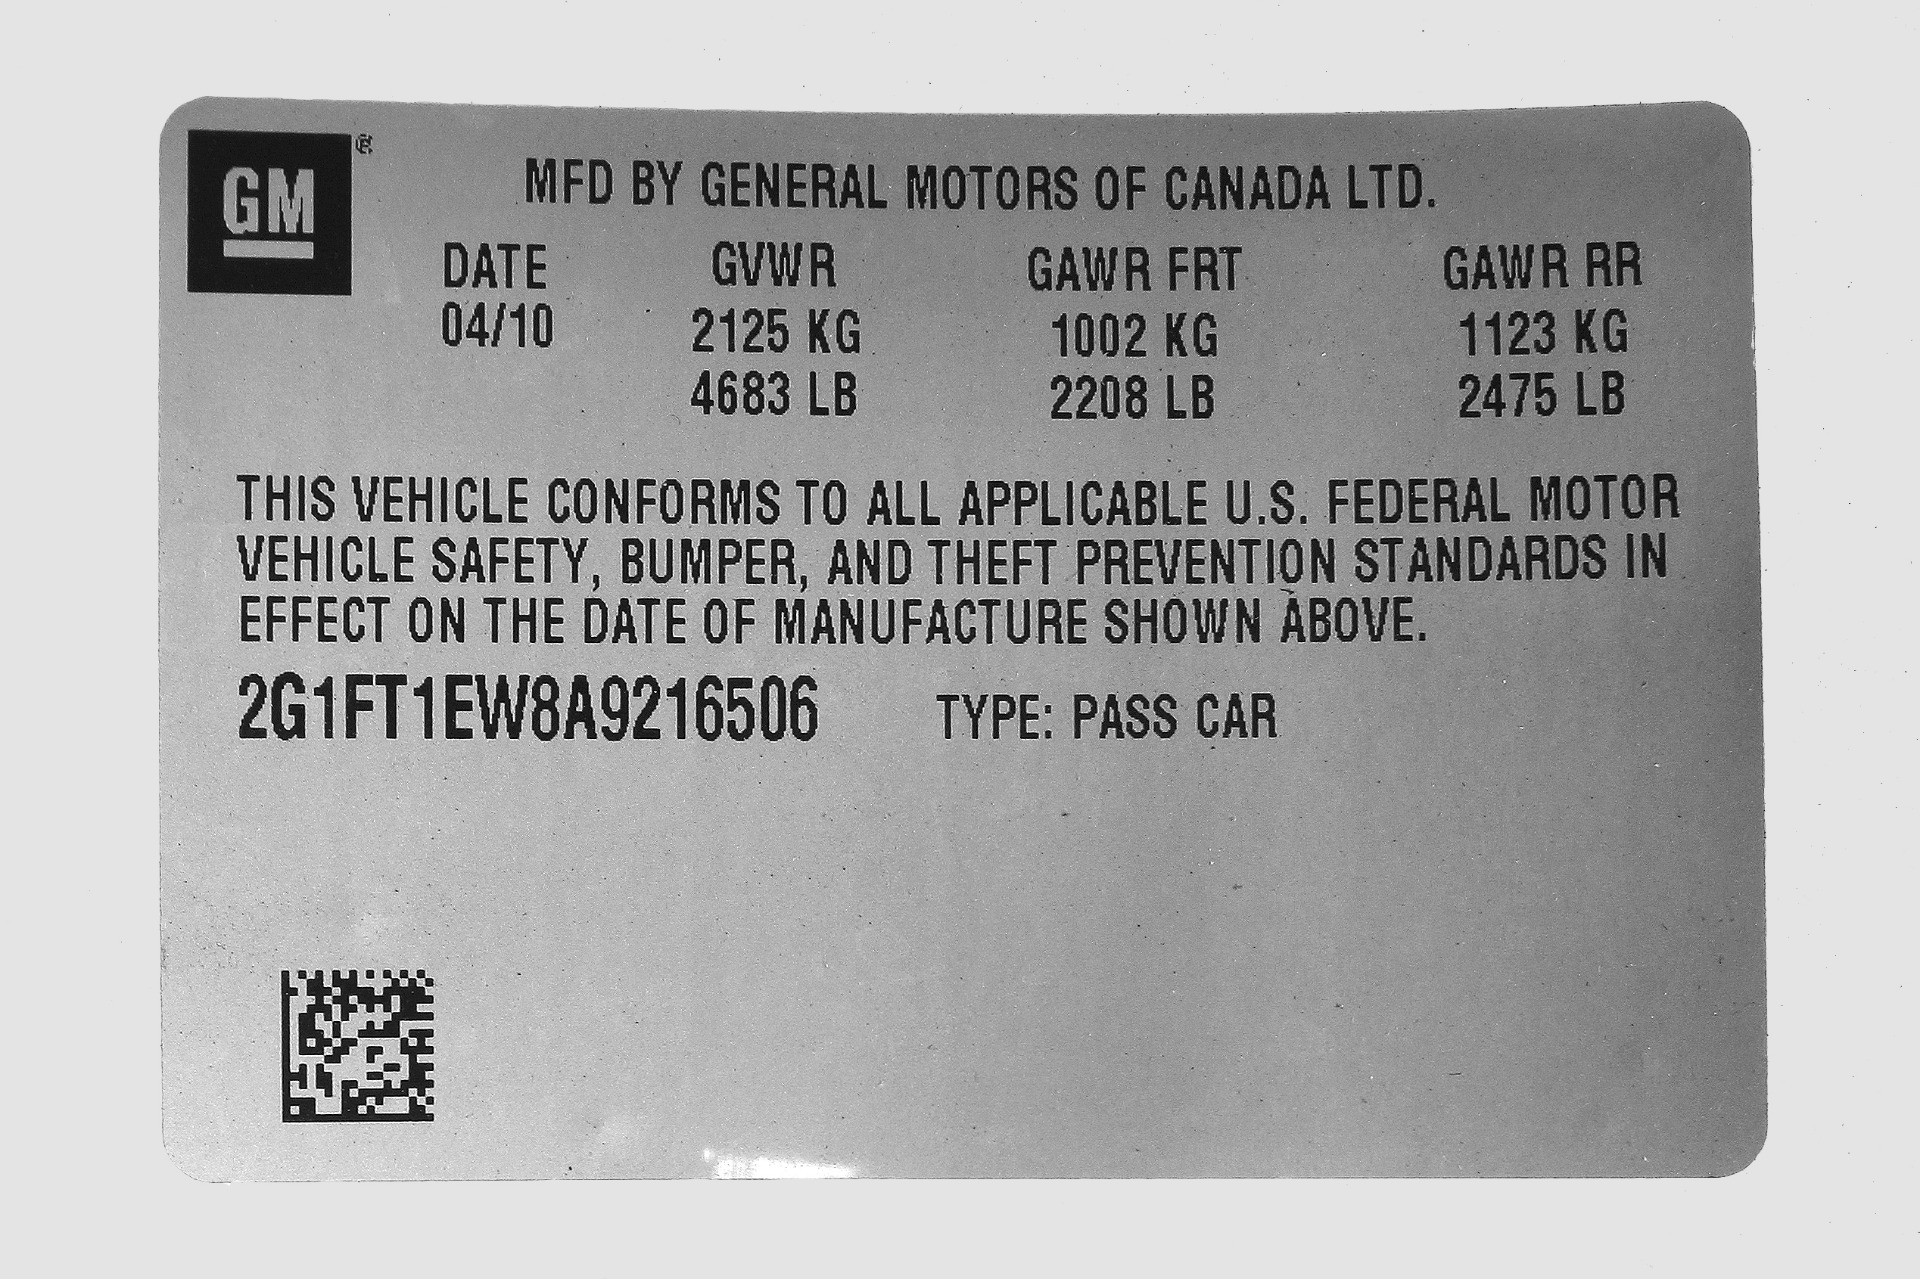 GM ®
MFD BY GENERAL MOTORS OF CANADA LTD.
DATE GVWR GAWR FRT GAWR RR
04/10 2125 KG 1002 KG 1123 KG
4683 LB 2208 LB 2475 LB
THIS VEHICLE CONFORMS TO ALL APPLICABLE U.S. FEDERAL MOTOR
VEHICLE SAFETY, BUMPER, AND THEFT PREVENTION STANDARDS IN
EFFECT ON THE DATE OF MANUFACTURE SHOWN ABOVE.
2G1FT1EW8A9216506 TYPE: PASS CAR